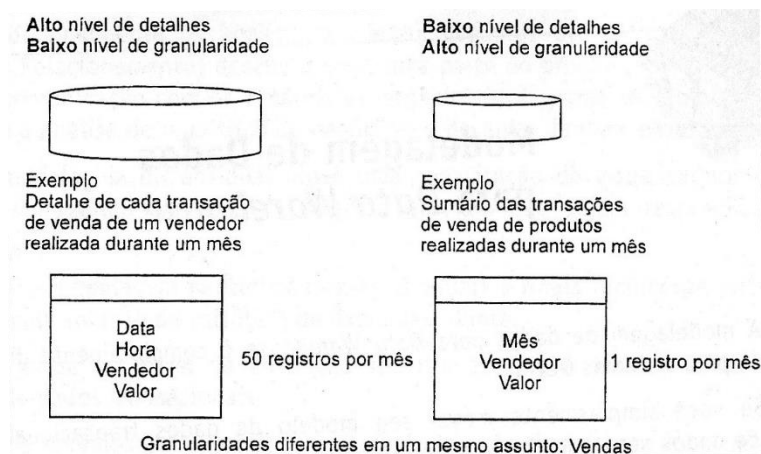 Alto nível de detalhes
Baixo nível de granularidade
Exemplo
Detalhe de cada transação
de venda de um vendedor
realizada durante um mês
Data
Hora
Vendedor
Valor
50 registros por mês
Baixo nível de detalhes
Alto nível de granularidade
Exemplo
Sumário das transações
de venda de produtos
realizadas durante um mês
Mês
Vendedor
Valor
1 registro por mês
Granularidades diferentes em um mesmo assunto: Vendas